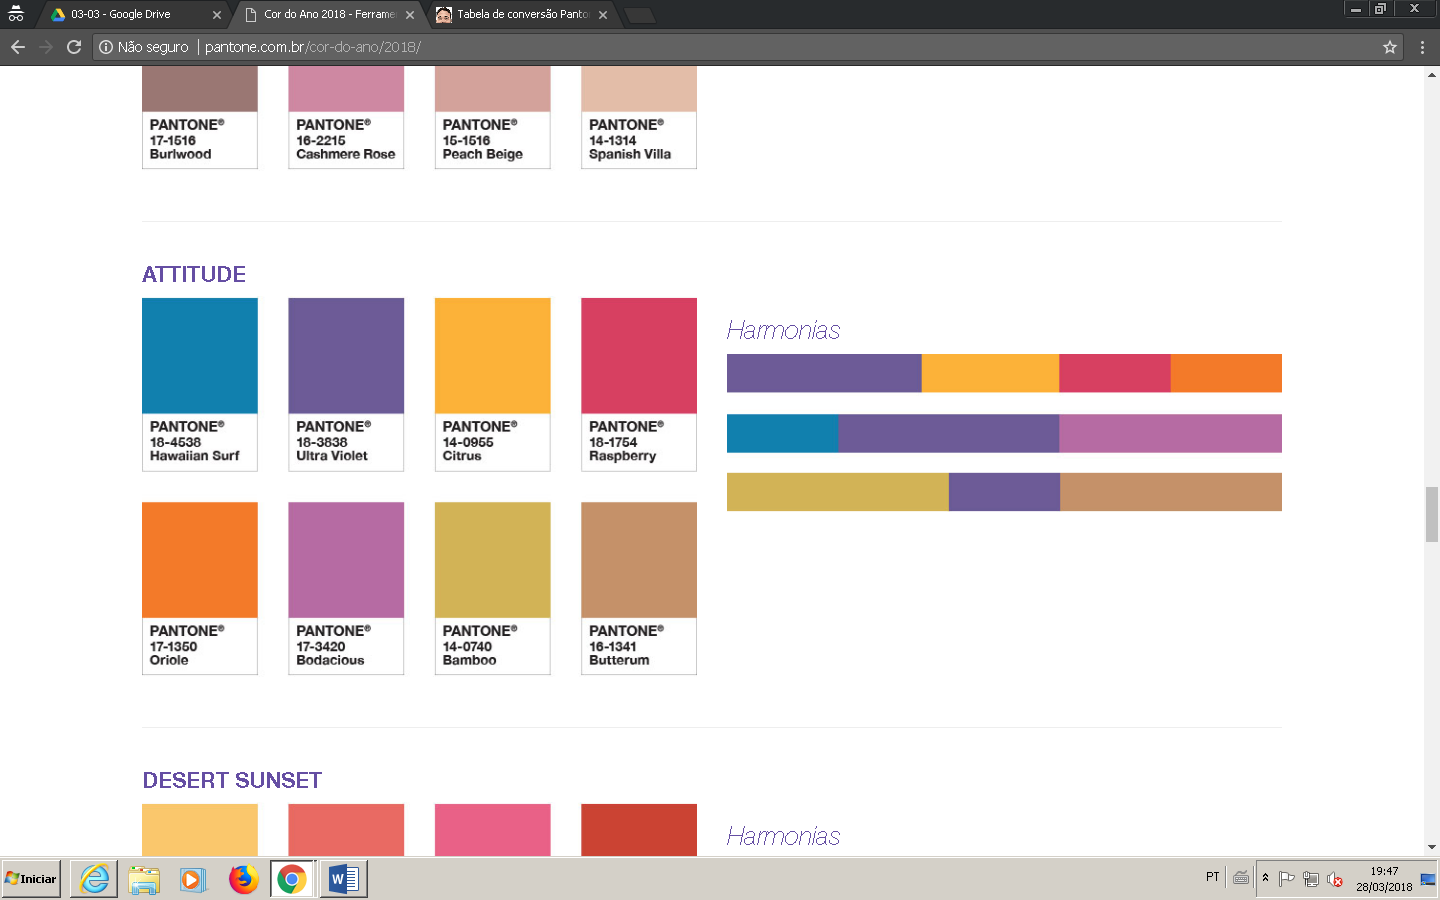 03-03 - Google Drive
Cor do Ano 2018 - Ferrame
Tabela de conversão Panto
Não seguro | pantone.com.br/cor-do-ano/2018/
PANTONE®
17-1516
Burlwood
PANTONE®
16-2215
Cashmere Rose
PANTONE®
15-1516
Peach Beige
PANTONE®
14-1314
Spanish Villa
ATTITUDE
PANTONE®
18-4538
Hawaiian Surf
PANTONE®
18-3838
Ultra Violet
PANTONE®
14-0955
Citrus
PANTONE®
18-1754
Raspberry
Harmonias
PANTONE®
17-1350
Oriole
PANTONE®
17-3420
Bodacious
PANTONE®
14-0740
Bamboo
PANTONE®
16-1341
Butterum
DESERT SUNSET
Harmonias
Iniciar
PT
19:47
28/03/2018